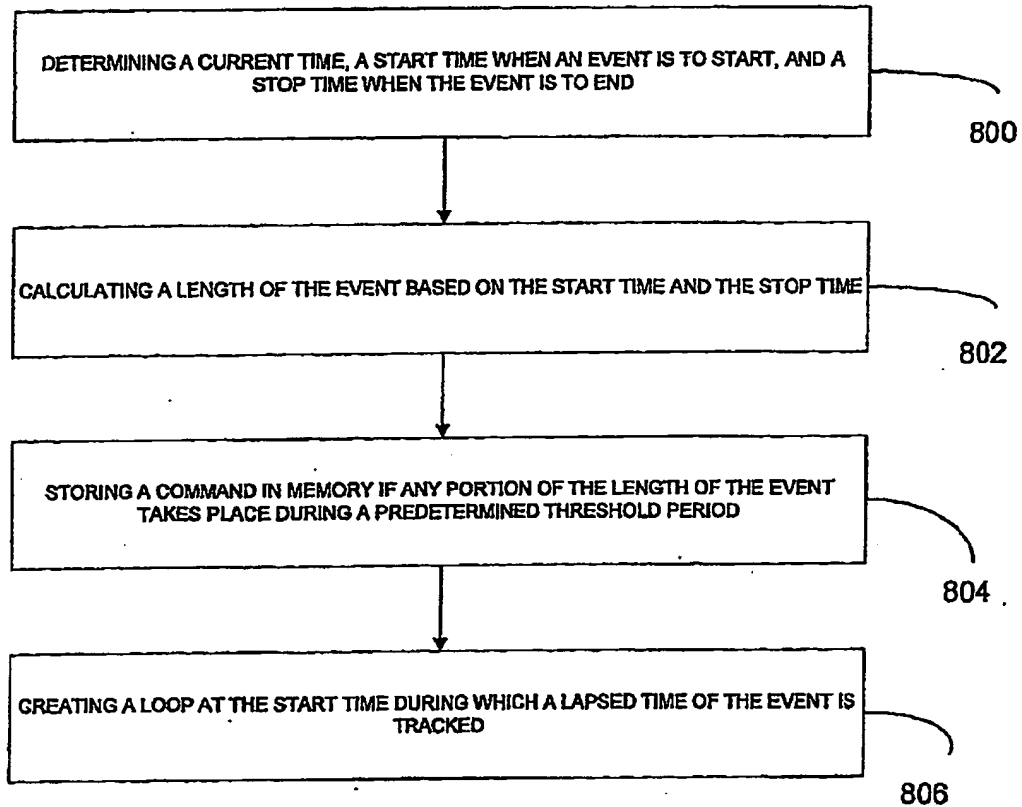 DETERMINING A CURRENT TIME, A START TIME WHEN AN EVENT IS TO START, AND A
STOP TIME WHEN THE EVENT IS TO END
800
CALCULATING A LENGTH OF THE EVENT BASED ON THE START TIME AND THE STOP TIME
802
STORING A COMMAND IN MEMORY IF ANY PORTION OF THE LENGTH OF THE EVENT
TAKES PLACE DURING A PREDETERMINED THRESHOLD PERIOD
804
CREATING A LOOP AT THE START TIME DURING WHICH A LAPSED TIME OF THE EVENT IS
TRACKED
806